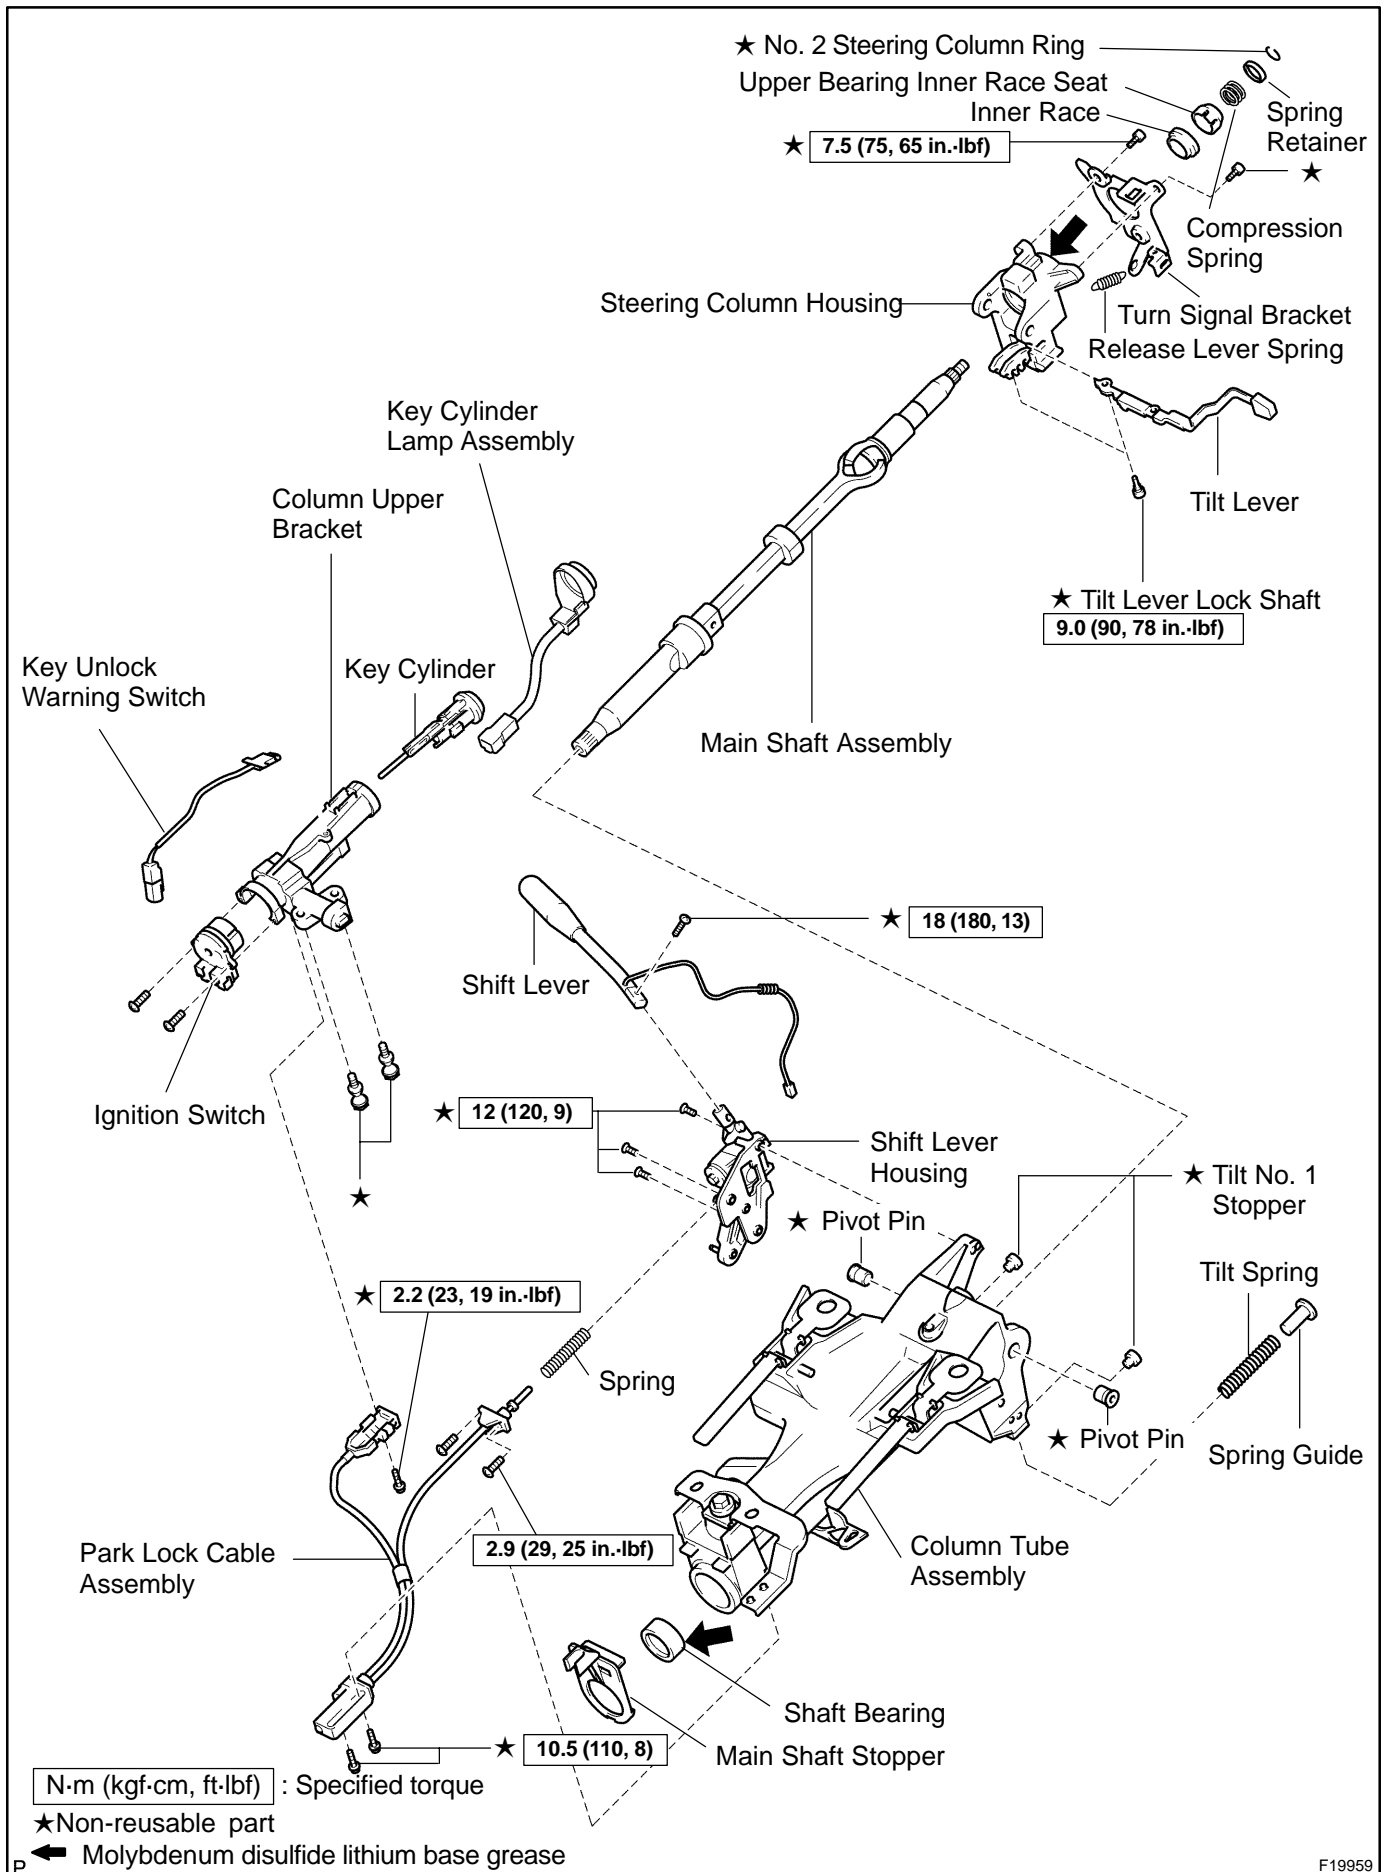 ★ No. 2 Steering Column Ring
Upper Bearing Inner Race Seat
Inner Race
Spring
Retainer
★ 7.5 (75, 65 in.·lbf)
★
Compression
Spring
Steering Column Housing
Turn Signal Bracket
Release Lever Spring
Key Cylinder
Lamp Assembly
Column Upper
Bracket
Tilt Lever
★ Tilt Lever Lock Shaft
9.0 (90, 78 in.·lbf)
Key Unlock
Warning Switch
Key Cylinder
Main Shaft Assembly
★ 18 (180, 13)
Shift Lever
Ignition Switch
★ 12 (120, 9)
Shift Lever
Housing
★
★ Tilt No. 1
Stopper
★ Pivot Pin
Tilt Spring
★ 2.2 (23, 19 in.·lbf)
Spring
★ Pivot Pin
Spring Guide
2.9 (29, 25 in.·lbf)
Park Lock Cable
Assembly
Column Tube
Assembly
Shaft Bearing
★ 10.5 (110, 8)
Main Shaft Stopper
N·m (kgf·cm, ft·lbf) : Specified torque
★Non-reusable part
Molybdenum disulfide lithium base grease
P
F19959